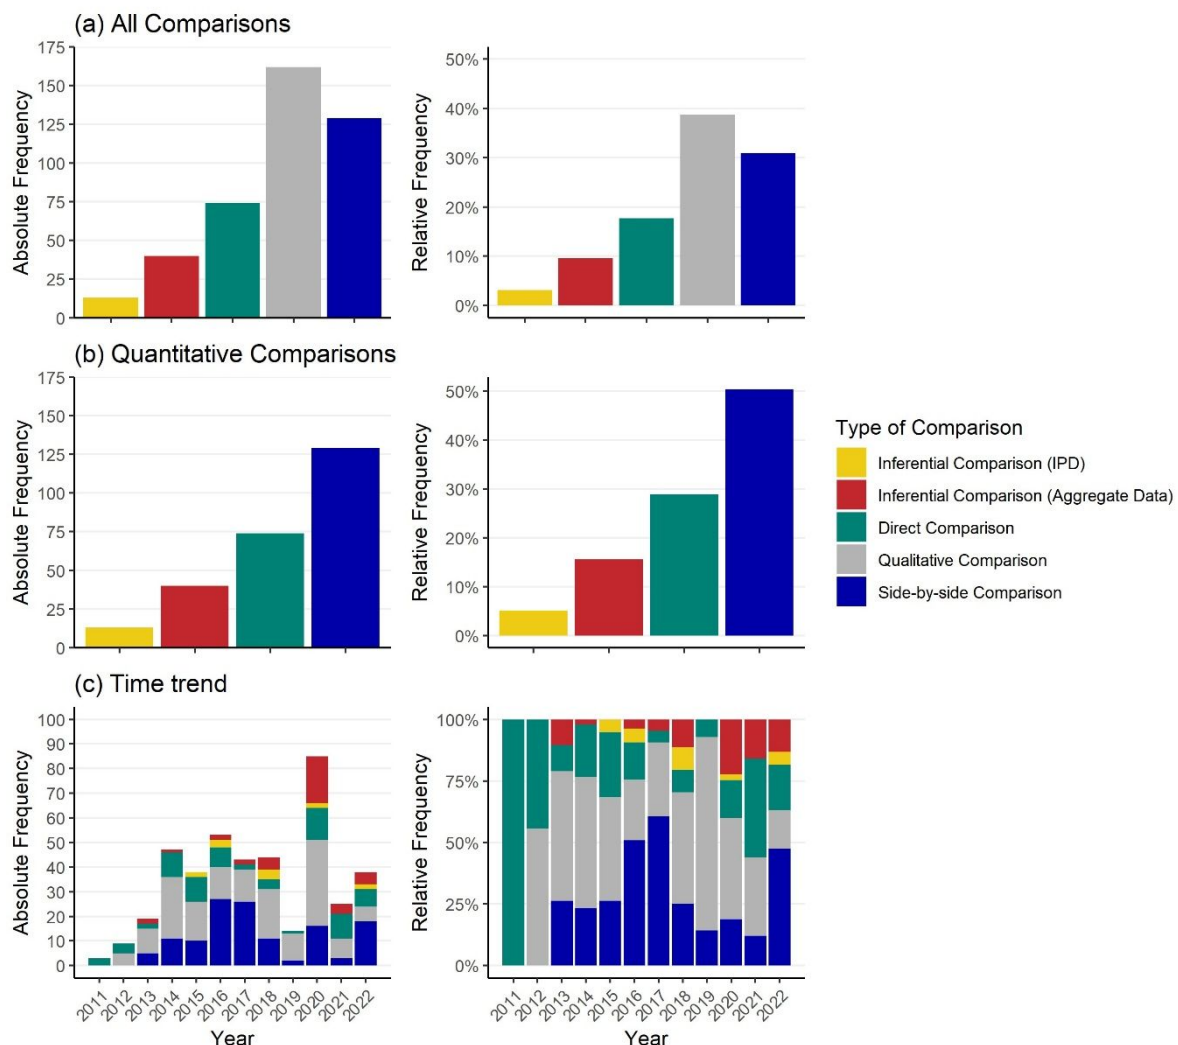 (a) All Comparisons
Absolute Frequency
175
150
125
100
75
50
25
0
Relative Frequency
50%
40%
30%
20%
10%
0%
(b) Quantitative Comparisons
Absolute Frequency
175
150
125
100
75
50
25
0
Relative Frequency
50%
40%
30%
20%
10%
0%
Type of Comparison
Inferential Comparison (IPD)
Inferential Comparison (Aggregate Data)
Direct Comparison
Qualitative Comparison
Side-by-side Comparison
(c) Time trend
Absolute Frequency
100
90
80
70
60
50
40
30
20
10
0
2011 2012 2013 2014 2015 2016 2017 2018 2019 2020 2021 2022
Year
Relative Frequency
100%
75%
50%
25%
0%
2011 2012 2013 2014 2015 2016 2017 2018 2019 2020 2021 2022
Year